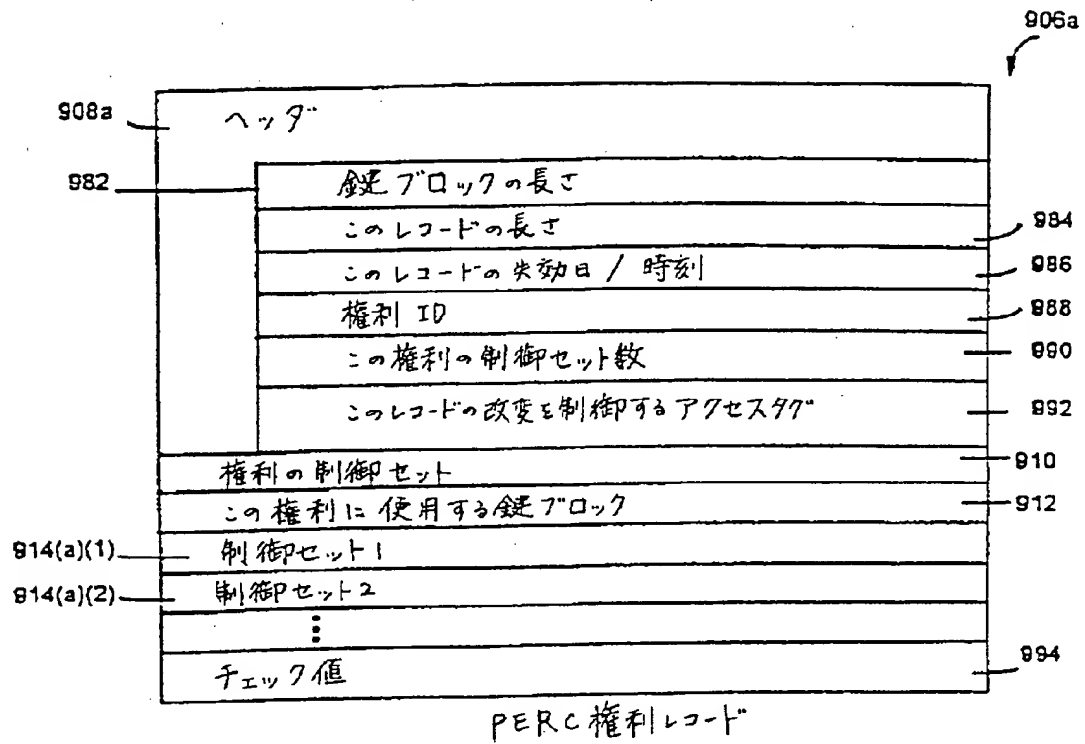 906a
908a ヘッダ
982 鍵ブロックの長さ
このレコードの長さ 984
このレコードの失効日 / 時刻 986
権利 ID 988
この権利の制御セット数 990
このレコードの改変を制御するアクセスタグ 992
権利の制御セット 910
この権利に使用する鍵ブロック 912
914(a)(1) 制御セット1
914(a)(2) 制御セット2
チェック値 994
PERC権利レコード